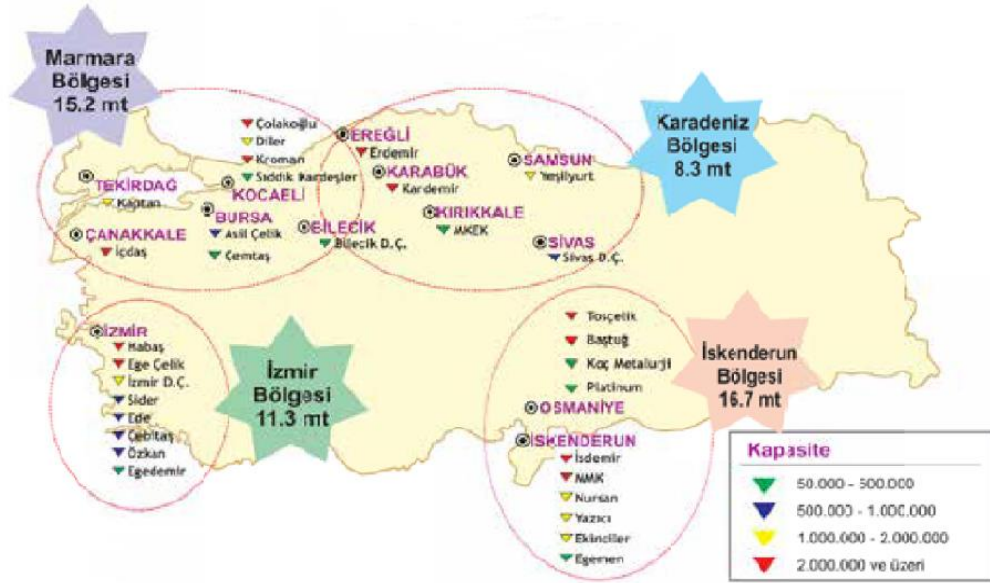 Marmara
Bölgesi
15.2 mt
Karadeniz
Bölgesi
8.3 mt
Çolakoğlu
Diler
Kroman
Sıddık Kardeşler
EREĞLİ
Erdemir
KARABÜK
Kardemir
SAMSUN
Yeşilyurt
TEKİRDAĞ
Kaptan
KOCAELİ
BURSA
Asil Çelik
Çemtaş
BİLECİK
Bilecik D.Ç.
KIRIKKALE
MKEK
ÇANAKKALE
İçdaş
SİVAS
Sivas D.Ç.
İZMİR
Habaş
Ege Çelik
İzmir D.Ç.
Sider
Ede
Çebitaş
Özkan
Egedemir
İzmir
Bölgesi
11.3 mt
Tosçelik
Baştuğ
Koç Metalurji
Platinum
OSMANİYE
İSKENDERUN
İsdemir
MMK
Nursan
Yazıcı
Ekinciler
Egemen
İskenderun
Bölgesi
16.7 mt
Kapasite
50.000 - 500.000
500.000 - 1.000.000
1.000.000 - 2.000.000
2.000.000 ve üzeri